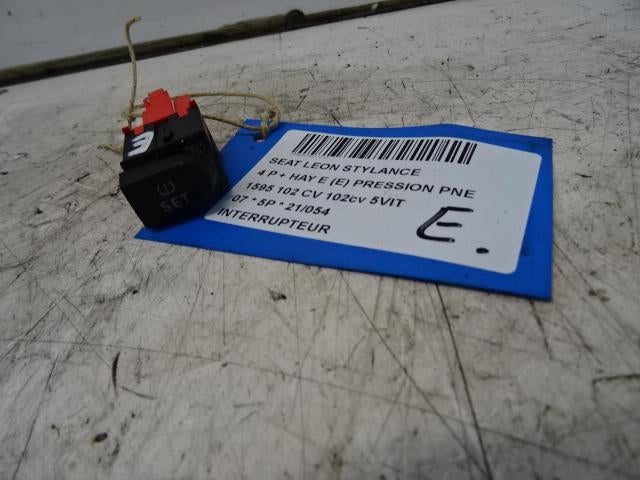 SEAT LEON STYLANCE
4 P + HAY E (E) PRESSION PNE
1595 102 CV 102cv 5VIT
'07 * 5P * 21/054
INTERRUPTEUR
E.
E
SET